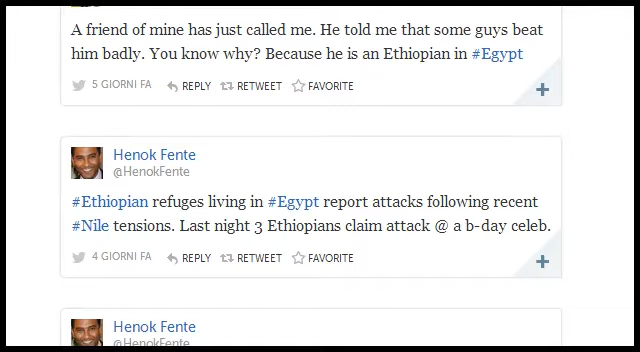 A friend of mine has just called me. He told me that some guys beat
him badly. You know why? Because he is an Ethiopian in #Egypt
5 GIORNI FA REPLY RETWEET FAVORITE
Henok Fente
@HenokFente
#Ethiopian refuges living in #Egypt report attacks following recent
#Nile tensions. Last night 3 Ethiopians claim attack @ a b-day celeb.
4 GIORNI FA REPLY RETWEET FAVORITE
Henok Fente
@HenokFente